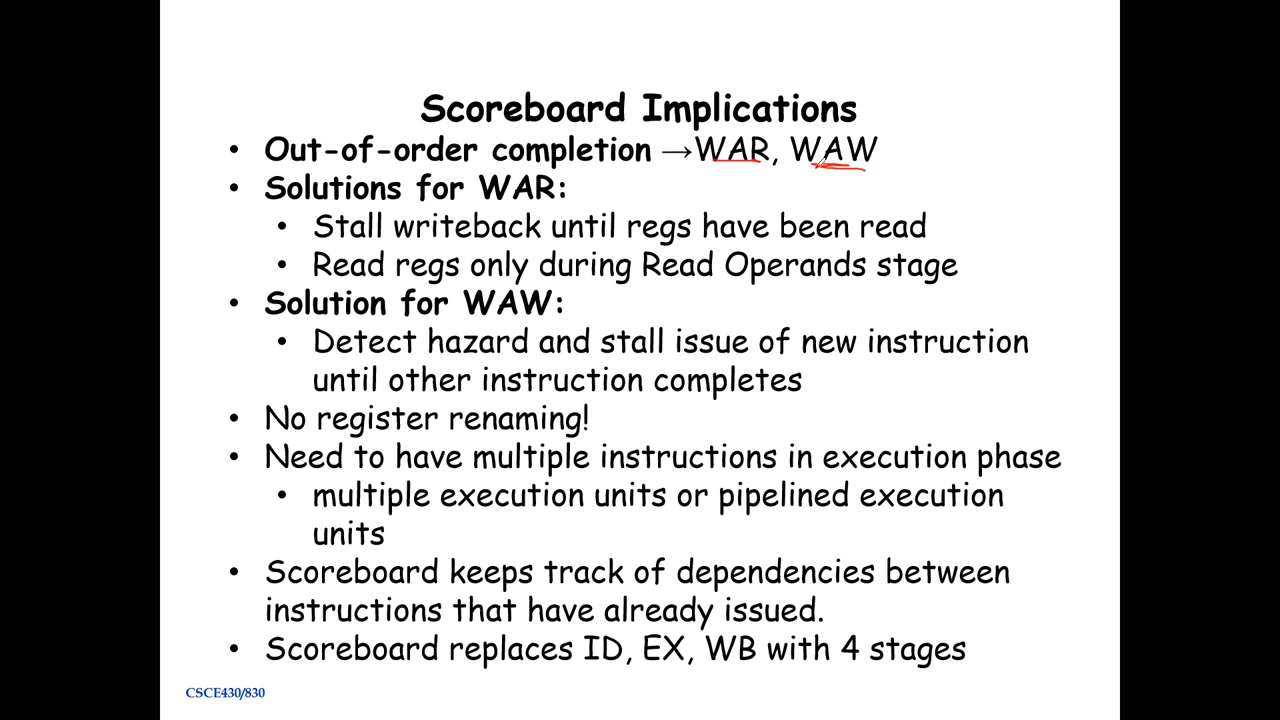 Scoreboard Implications
• Out-of-order completion →WAR, WAW
• Solutions for WAR:
• Stall writeback until regs have been read
• Read regs only during Read Operands stage
• Solution for WAW:
• Detect hazard and stall issue of new instruction
until other instruction completes
• No register renaming!
• Need to have multiple instructions in execution phase
• multiple execution units or pipelined execution
units
• Scoreboard keeps track of dependencies between
instructions that have already issued.
• Scoreboard replaces ID, EX, WB with 4 stages
CSCE430/830